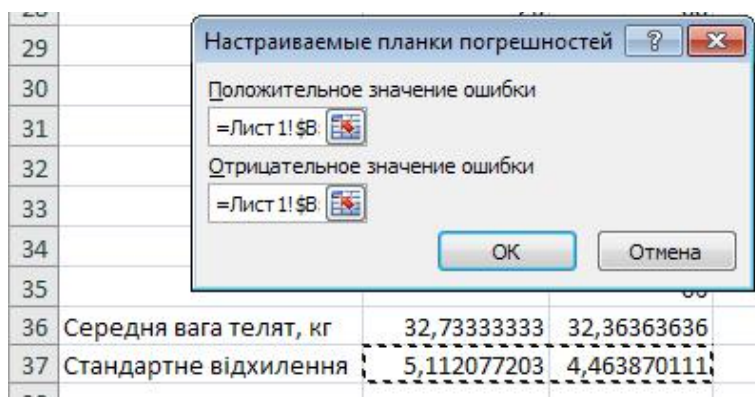 29
Настраиваемые планки погрешностей
30
Положительное значение ошибки
31
=Лист1!$B:
32
Отрицательное значение ошибки
33
=Лист1!$B:
34
ОК Отмена
35
36 Середня вага телят, кг 32,73333333 32,36363636
37 Стандартне відхилення 5,112077203 4,463870111